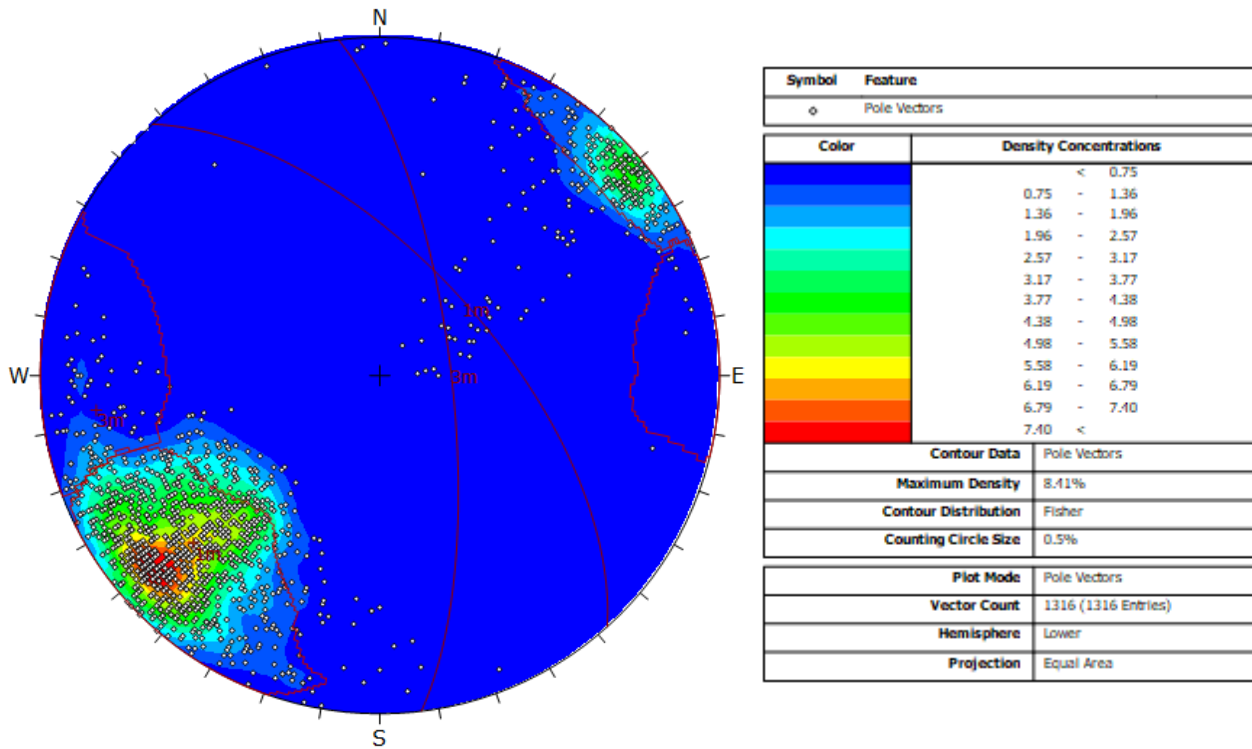 N
W
E
S
1m
3m
3m
1m
Symbol Feature
Pole Vectors
Color Density Concentrations
< 0.75
0.75 - 1.36
1.36 - 1.96
1.96 - 2.57
2.57 - 3.17
3.17 - 3.77
3.77 - 4.38
4.38 - 4.98
4.98 - 5.58
5.58 - 6.19
6.19 - 6.79
6.79 - 7.40
7.40 <
Contour Data Pole Vectors
Maximum Density 8.41%
Contour Distribution Fisher
Counting Circle Size 0.5%
Plot Mode Pole Vectors
Vector Count 1316 (1316 Entries)
Hemisphere Lower
Projection Equal Area